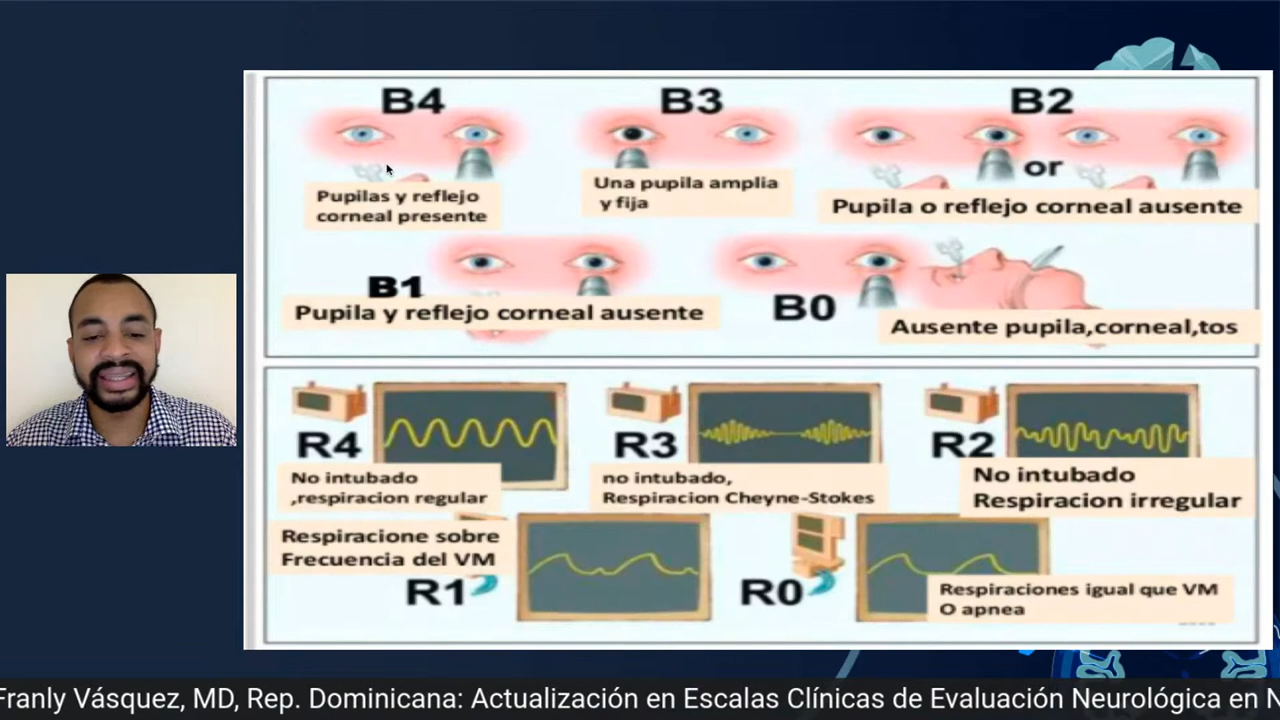 B4
B3
B2
Pupilas y reflejo
corneal presente
Una pupila amplia
y fija
or
Pupila o reflejo corneal ausente
B1
Pupila y reflejo corneal ausente
B0
Ausente pupila,corneal,tos
R4
R3
R2
No intubado
,respiracion regular
no intubado,
Respiracion Cheyne-Stokes
No intubado
Respiracion irregular
Respiracione sobre
Frecuencia del VM
R1
R0
Respiraciones igual que VM
O apnea
Franly Vásquez, MD, Rep. Dominicana: Actualización en Escalas Clínicas de Evaluación Neurológica en